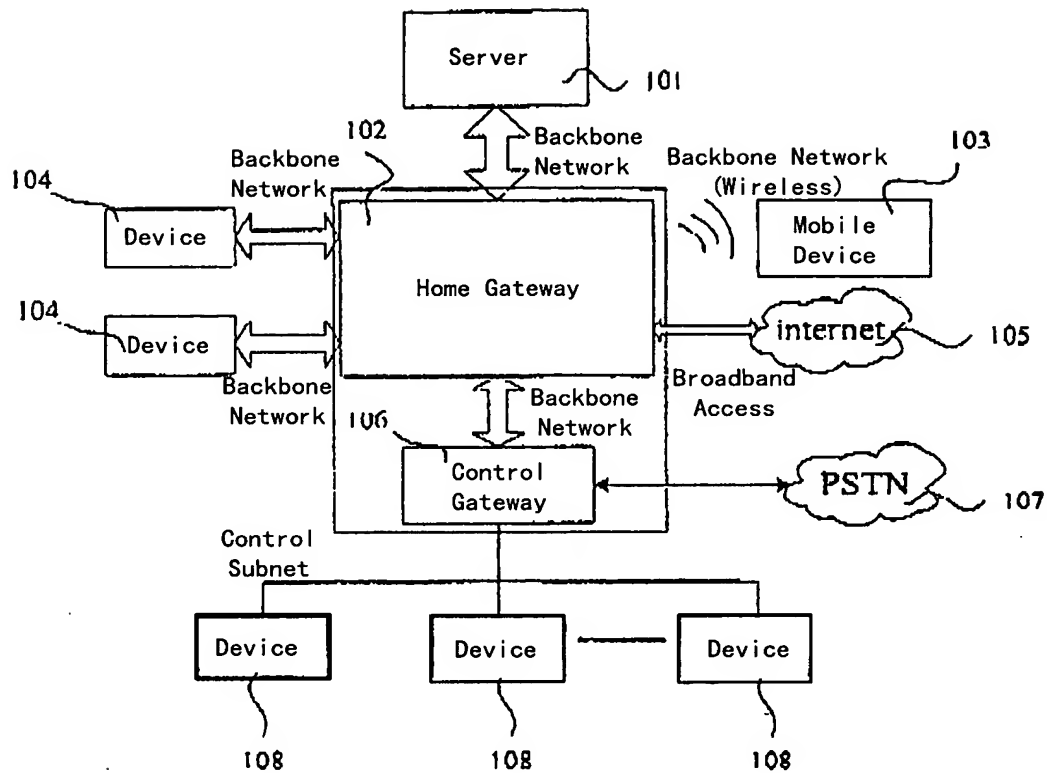 Server
101
102
Backbone
Network
Backbone
Network
Backbone Network
(Wireless)
103
104
Device
Mobile
Device
Home Gateway
104
Device
internet
105
Backbone
Network
Backbone
Network
Broadband
Access
106
Control
Gateway
PSTN
107
Control
Subnet
Device
Device
Device
108
108
108